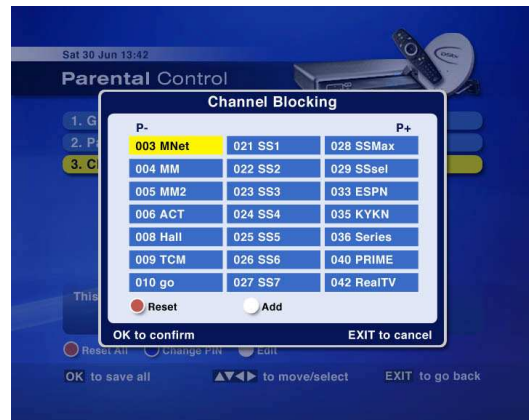 Sat 30 Jun 13:42
Parental Control
Channel Blocking
1. G
2. P
3. C
P- P+
003 MNet 021 SS1 028 SSMax
004 MM 022 SS2 029 SSsel
005 MM2 023 SS3 033 ESPN
006 ACT 024 SS4 035 KYKN
008 Hall 025 SS5 036 Series
009 TCM 026 SS6 040 PRIME
010 go 027 SS7 042 RealTV
This
Reset Add
OK to confirm EXIT to cancel
Reset All Change PIN Edit
OK to save all ▲▼◀▶ to move/select EXIT to go back